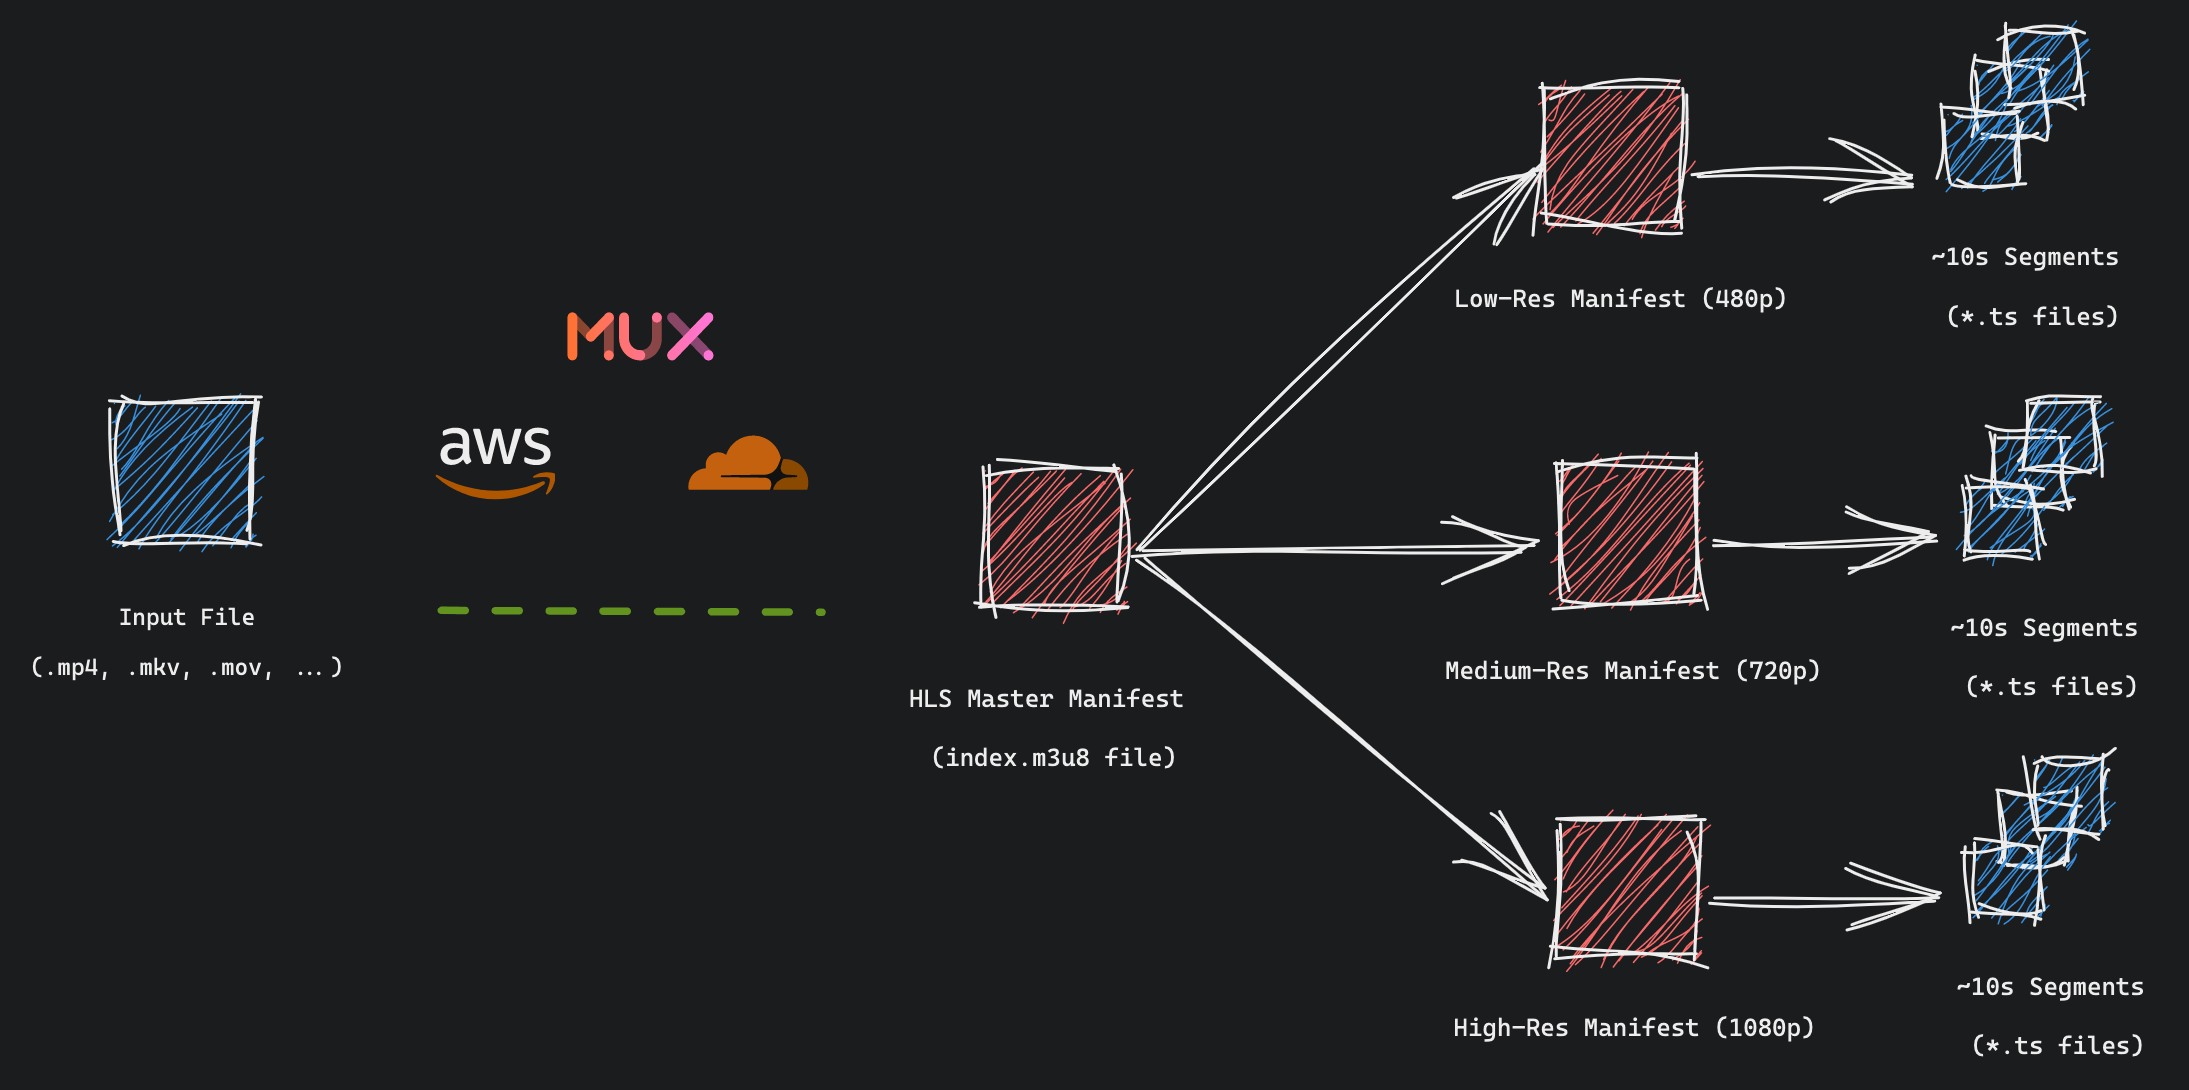 Input File
(.mp4, .mkv, .mov, ...)
MUX
aws
HLS Master Manifest
(index.m3u8 file)
Low-Res Manifest (480p)
~10s Segments
(*.ts files)
Medium-Res Manifest (720p)
~10s Segments
(*.ts files)
High-Res Manifest (1080p)
~10s Segments
(*.ts files)